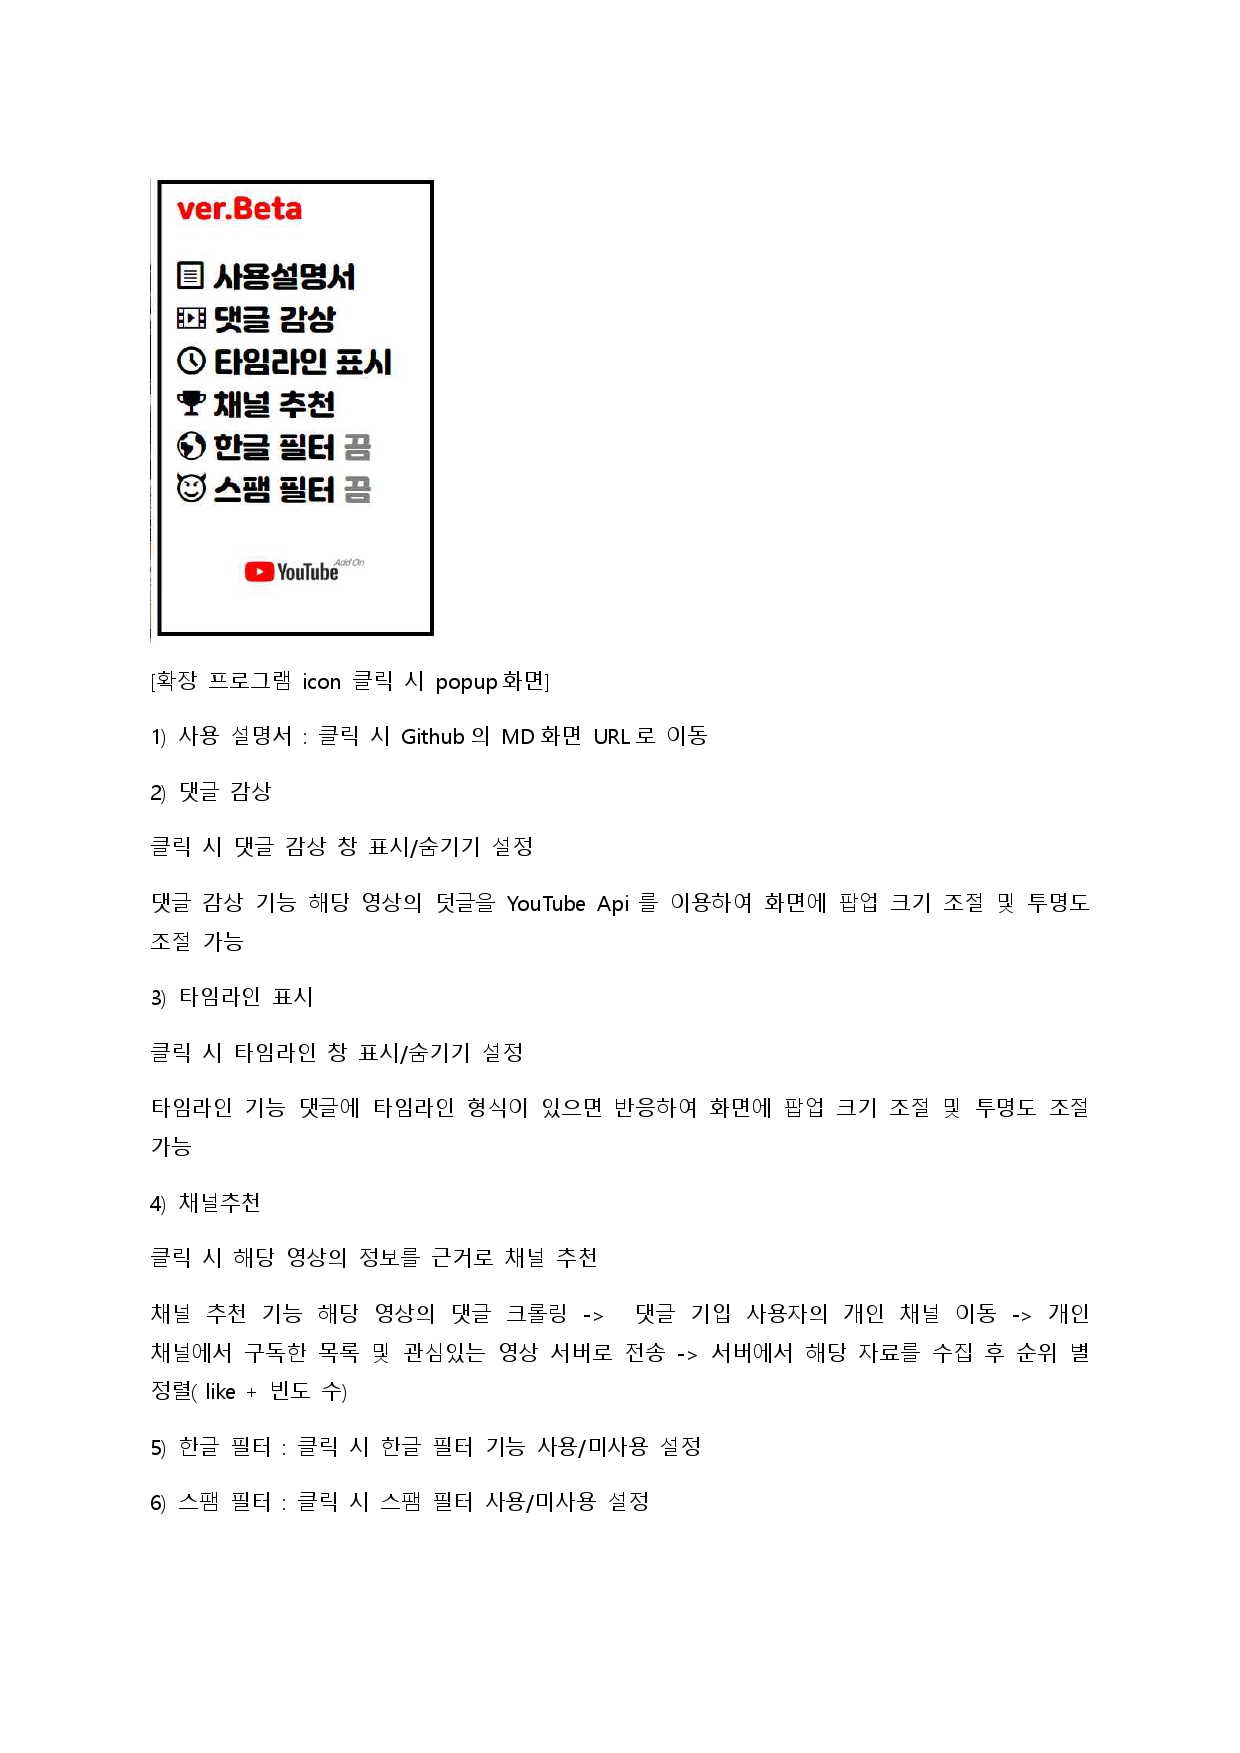 ver.Beta
사용설명서
댓글 감상
타임라인 표시
채널 추천
한글 필터 끔
스팸 필터 끔
YouTube Add On
[확장 프로그램 icon 클릭 시 popup화면]
1) 사용 설명서 : 클릭 시 Github의 MD화면 URL로 이동
2) 댓글 감상
클릭 시 댓글 감상 창 표시/숨기기 설정
댓글 감상 기능 해당 영상의 덧글을 YouTube Api 를 이용하여 화면에 팝업 크기 조절 및 투명도
조절 가능
3) 타임라인 표시
클릭 시 타임라인 창 표시/숨기기 설정
타임라인 기능 댓글에 타임라인 형식이 있으면 반응하여 화면에 팝업 크기 조절 및 투명도 조절
가능
4) 채널추천
클릭 시 해당 영상의 정보를 근거로 채널 추천
채널 추천 기능 해당 영상의 댓글 크롤링 -> 댓글 기입 사용자의 개인 채널 이동 -> 개인
채널에서 구독한 목록 및 관심있는 영상 서버로 전송 -> 서버에서 해당 자료를 수집 후 순위 별
정렬( like + 빈도 수)
5) 한글 필터 : 클릭 시 한글 필터 기능 사용/미사용 설정
6) 스팸 필터 : 클릭 시 스팸 필터 사용/미사용 설정